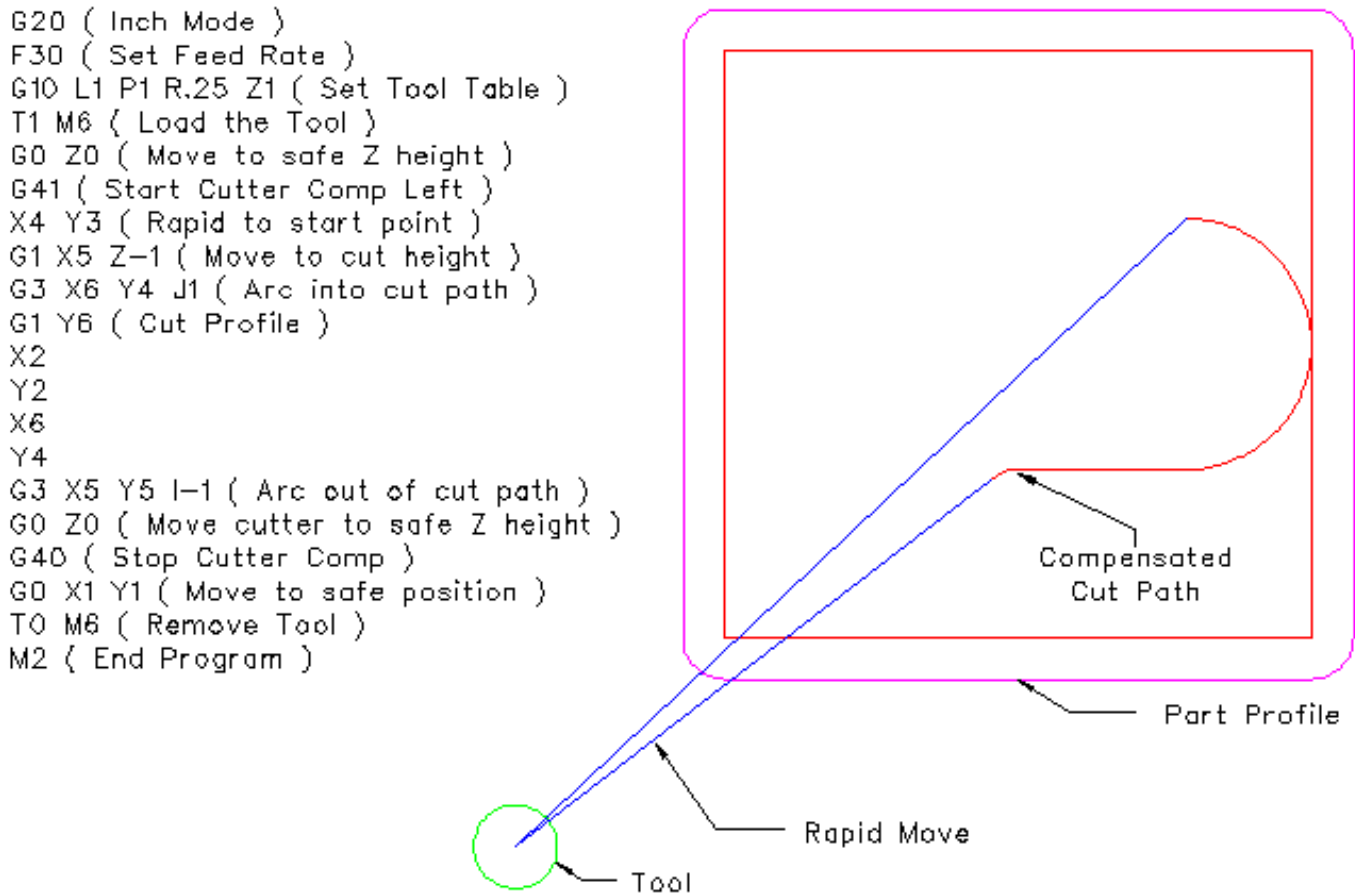 G20 ( Inch Mode )
F30 ( Set Feed Rate )
G10 L1 P1 R.25 Z1 ( Set Tool Table )
T1 M6 ( Load the Tool )
G0 Z0 ( Move to safe Z height )
G41 ( Start Cutter Comp Left )
X4 Y3 ( Rapid to start point )
G1 X5 Z-1 ( Move to cut height )
G3 X6 Y4 J1 ( Arc into cut path )
G1 Y6 ( Cut Profile )
X2
Y2
X6
Y4
G3 X5 Y5 I-1 ( Arc out of cut path )
G0 Z0 ( Move cutter to safe Z height )
G40 ( Stop Cutter Comp )
G0 X1 Y1 ( Move to safe position )
T0 M6 ( Remove Tool )
M2 ( End Program )
Compensated
Cut Path
Part Profile
Rapid Move
Tool